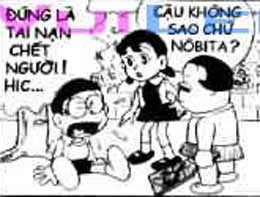 ĐÚNG LÀ
TAI NẠN
CHẾT
NGƯỜI!
HIC...
CẬU KHÔNG
SAO CHỨ
NÔBITA?